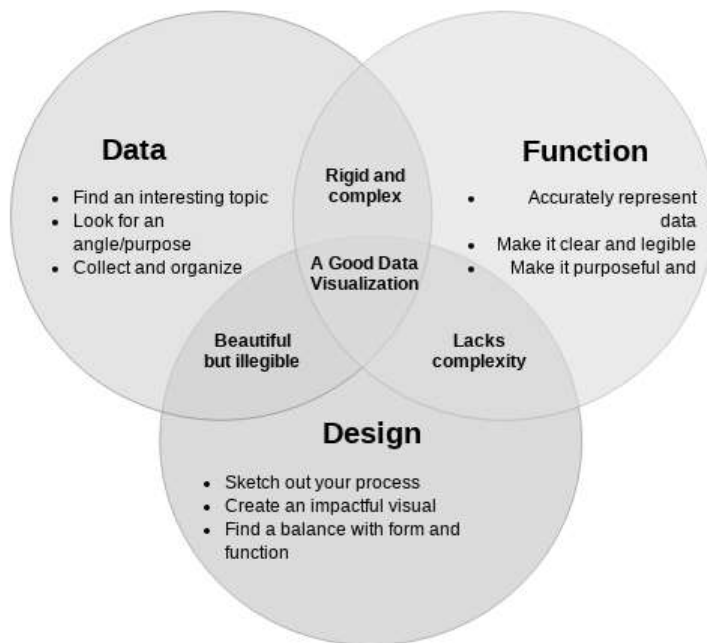 Data
• Find an interesting topic
• Look for an
angle/purpose
• Collect and organize
Rigid and
complex
Function
• Accurately represent
data
• Make it clear and legible
• Make it purposeful and
A Good Data
Visualization
Beautiful
but illegible
Lacks
complexity
Design
• Sketch out your process
• Create an impactful visual
• Find a balance with form and
function